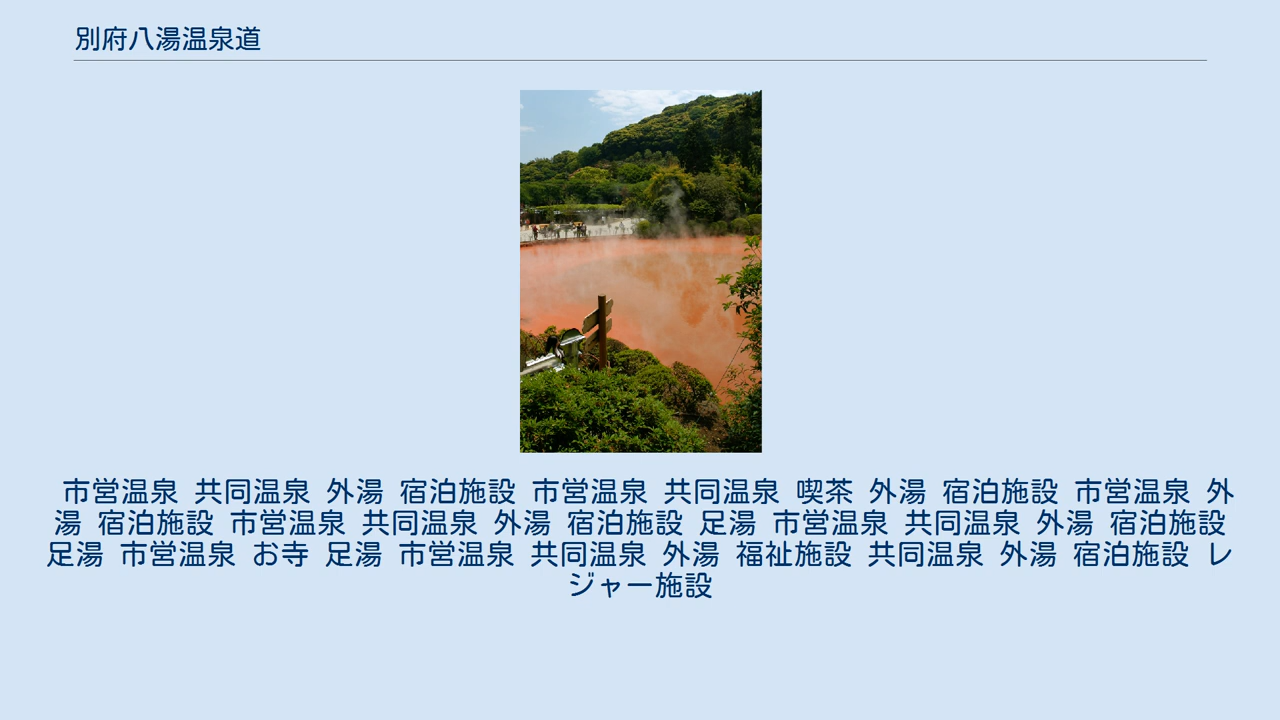 別府八湯温泉道
市営温泉 共同温泉 外湯 宿泊施設 市営温泉 共同温泉 喫茶 外湯 宿泊施設 市営温泉 外
湯 宿泊施設 市営温泉 共同温泉 外湯 宿泊施設 足湯 市営温泉 共同温泉 外湯 宿泊施設
足湯 市営温泉 お寺 足湯 市営温泉 共同温泉 外湯 福祉施設 共同温泉 外湯 宿泊施設 レ
ジャー施設